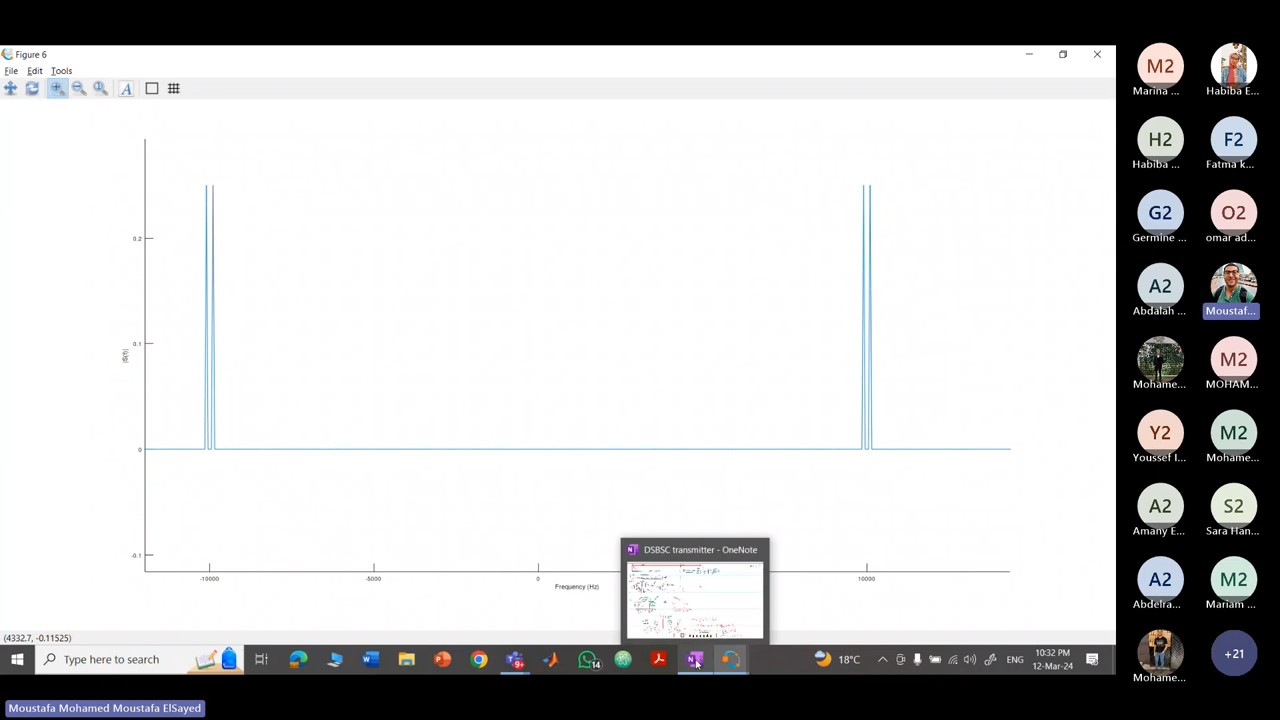 Figure 6
File Edit Tools
A
0.2
0.1
0
-0.1
|S(f)|
-10000 -5000 0 10000
Frequency (Hz)
DSBSC transmitter - OneNote
(4332.7, -0.11525)
Type here to search
14
18°C
ENG
10:32 PM
12-Mar-24
M2
Marina ...
Habiba E...
H2
Habiba ...
F2
Fatma k...
G2
Germine ...
O2
omar ad...
A2
Abdalah ...
Moustaf...
Mohame...
M2
MOHAM...
Y2
Youssef I...
M2
Mohame...
A2
Amany E...
S2
Sara Han...
A2
Abdelra...
M2
Mariam ...
Mohame...
+21
Moustafa Mohamed Moustafa ElSayed